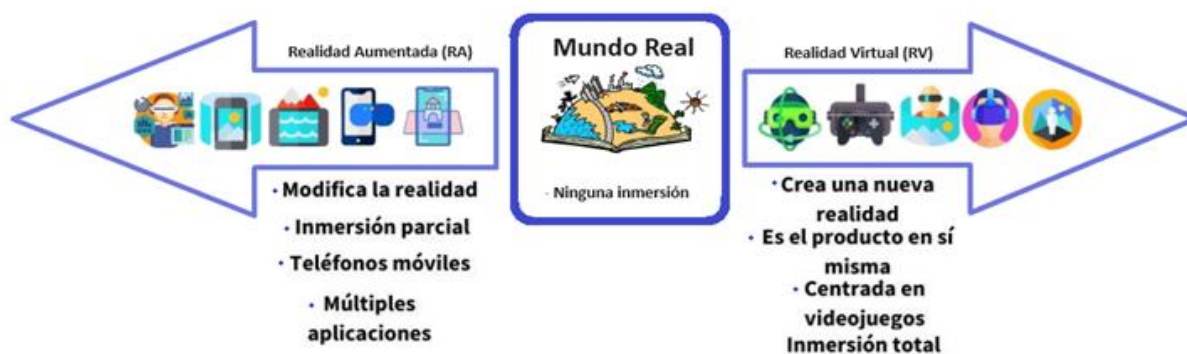 Realidad Aumentada (RA)
· Modifica la realidad
· Inmersión parcial
· Teléfonos móviles
· Múltiples
aplicaciones
Mundo Real
- Ninguna inmersión
Realidad Virtual (RV)
· Crea una nueva
realidad
· Es el producto en sí
misma
· Centrada en
videojuegos
Inmersión total